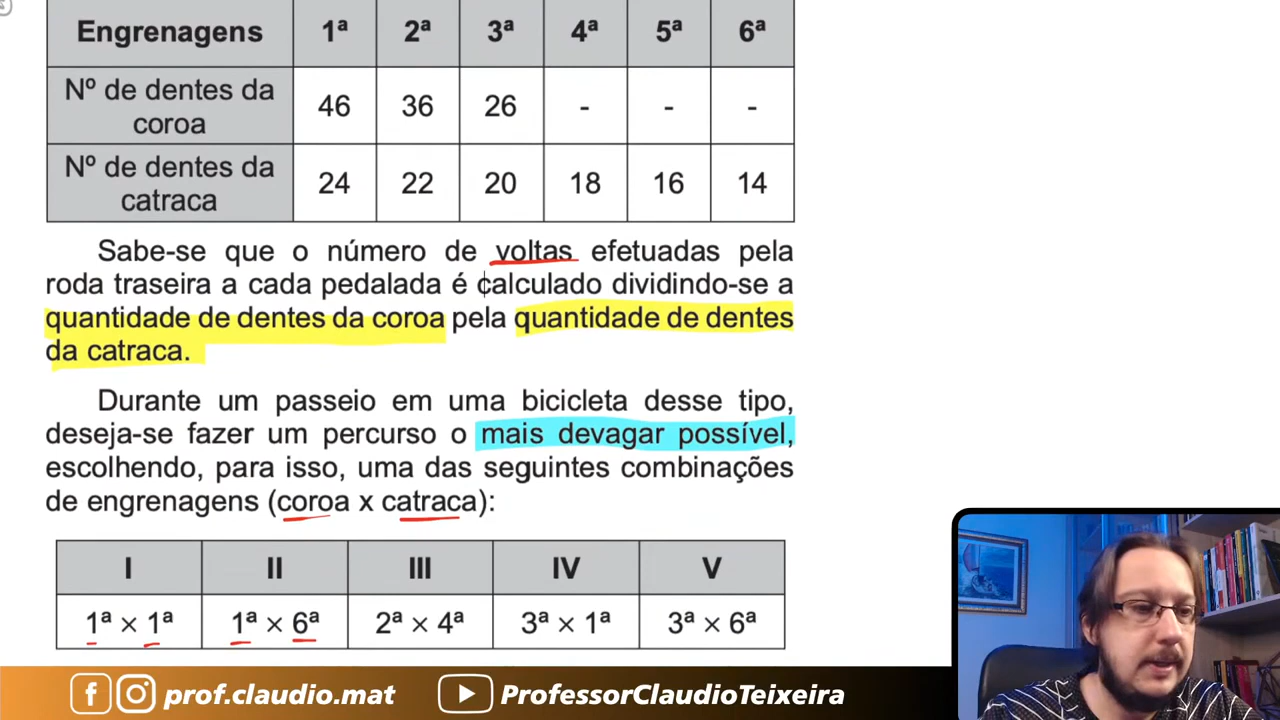 Engrenagens 1ª 2ª 3ª 4ª 5ª 6ª
Nº de dentes da
coroa 46 36 26 - - -
Nº de dentes da
catraca 24 22 20 18 16 14
Sabe-se que o número de voltas efetuadas pela
roda traseira a cada pedalada é calculado dividindo-se a
quantidade de dentes da coroa pela quantidade de dentes
da catraca.
Durante um passeio em uma bicicleta desse tipo,
deseja-se fazer um percurso o mais devagar possível,
escolhendo, para isso, uma das seguintes combinações
de engrenagens (coroa x catraca):
I II III IV V
1ª × 1ª 1ª × 6ª 2ª × 4ª 3ª × 1ª 3ª × 6ª
prof.claudio.mat ProfessorClaudioTeixeira